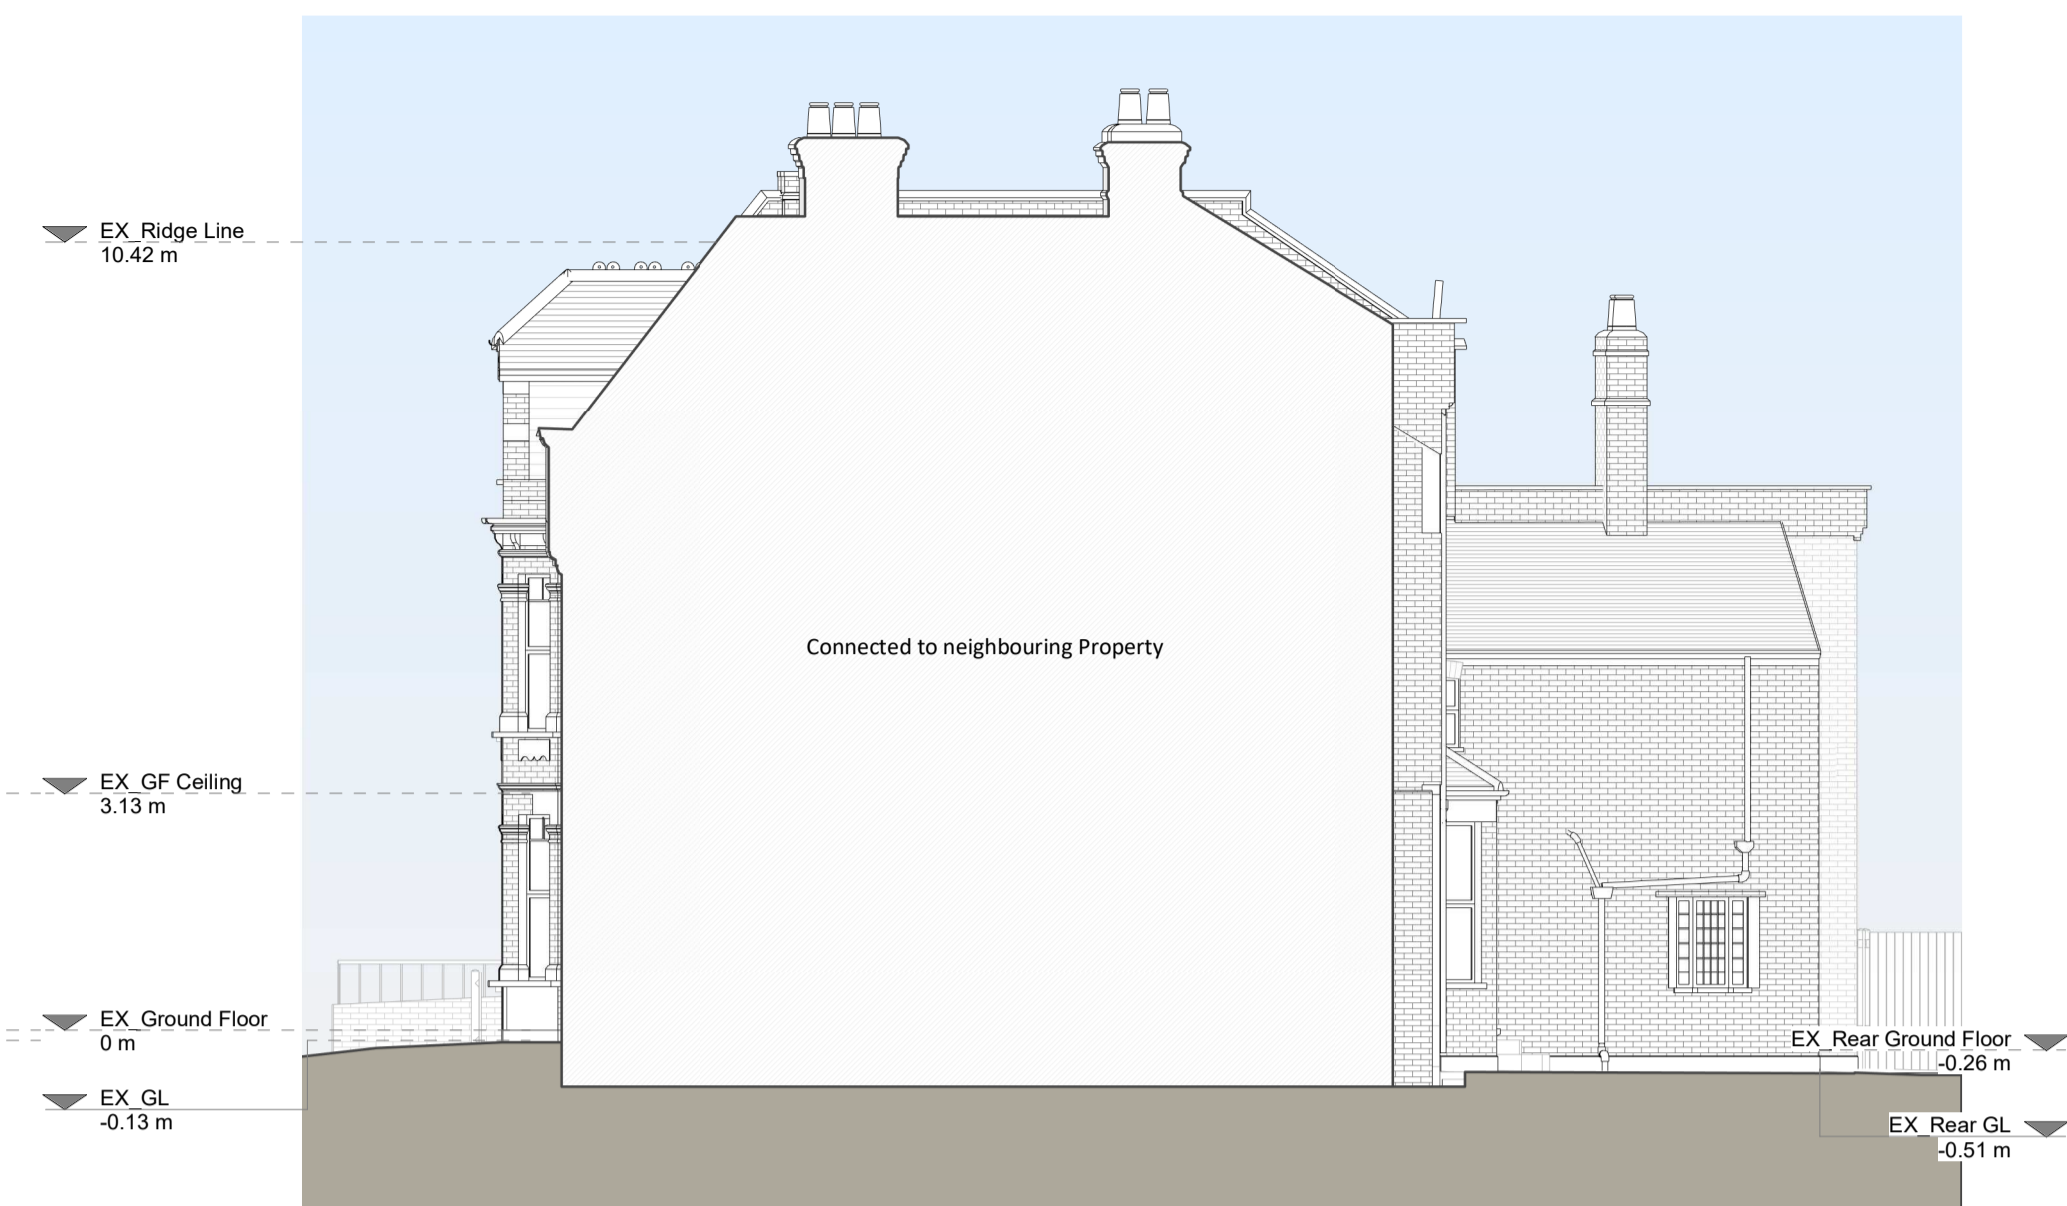 EX_Ridge Line
10.42 m
Connected to neighbouring Property
EX_GF Ceiling
3.13 m
EX_Ground Floor
0 m
EX_Rear Ground Floor
-0.26 m
EX_GL
-0.13 m
EX_Rear GL
-0.51 m